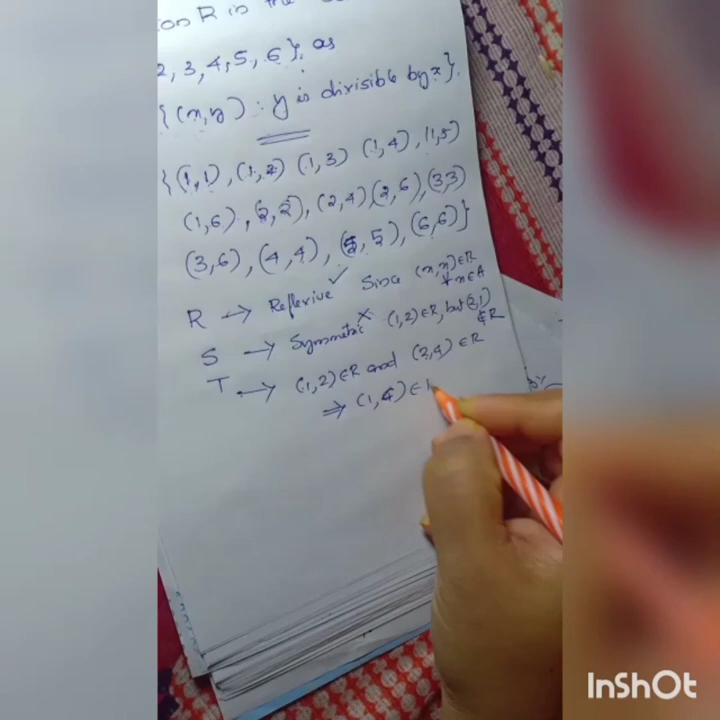 ion R in the
2, 3, 4, 5, 6}, as
{(x,y) : y is divisible by x}.
{(1,1), (1,2) (1,3) (1,4), (1,5)
(1,6), (2,2), (2,4) (2,6), (3,3)
(3,6), (4,4), (5,5), (6,6)}
R → Reflexive ✓ Since (x,x)∈R
∀ x∈A
S → Symmetric × (1,2)∈R, but (2,1)
∉R
T → (1,2)∈R and (2,4)∈R
⇒ (1,4)∈
InShOt